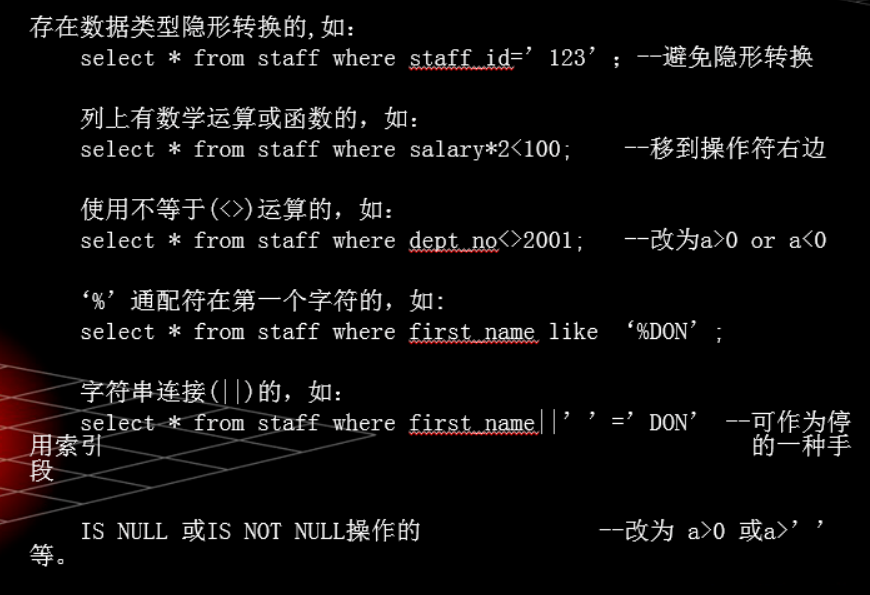 存在数据类型隐形转换的,如：
select * from staff where staff_id=’ 123’ ; --避免隐形转换
列上有数学运算或函数的，如：
select * from staff where salary*2<100; --移到操作符右边
使用不等于(<>)运算的，如：
select * from staff where dept_no<>2001; --改为a>0 or a<0
‘%’通配符在第一个字符的，如：
select * from staff where first_name like ‘%DON’ ;
字符串连接(||)的，如：
select * from staff where first_name||’ ’ =’ DON’ --可作为停
用索引 的一种手
段
IS NULL 或IS NOT NULL操作的 --改为 a>0 或a>’ ’
等。